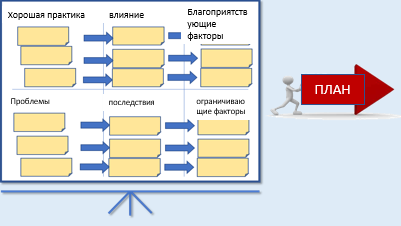 Хорошая практика
влияние
Благоприятств
ующие
факторы
Проблемы
последствия
ограничиваю
щие факторы
ПЛАН